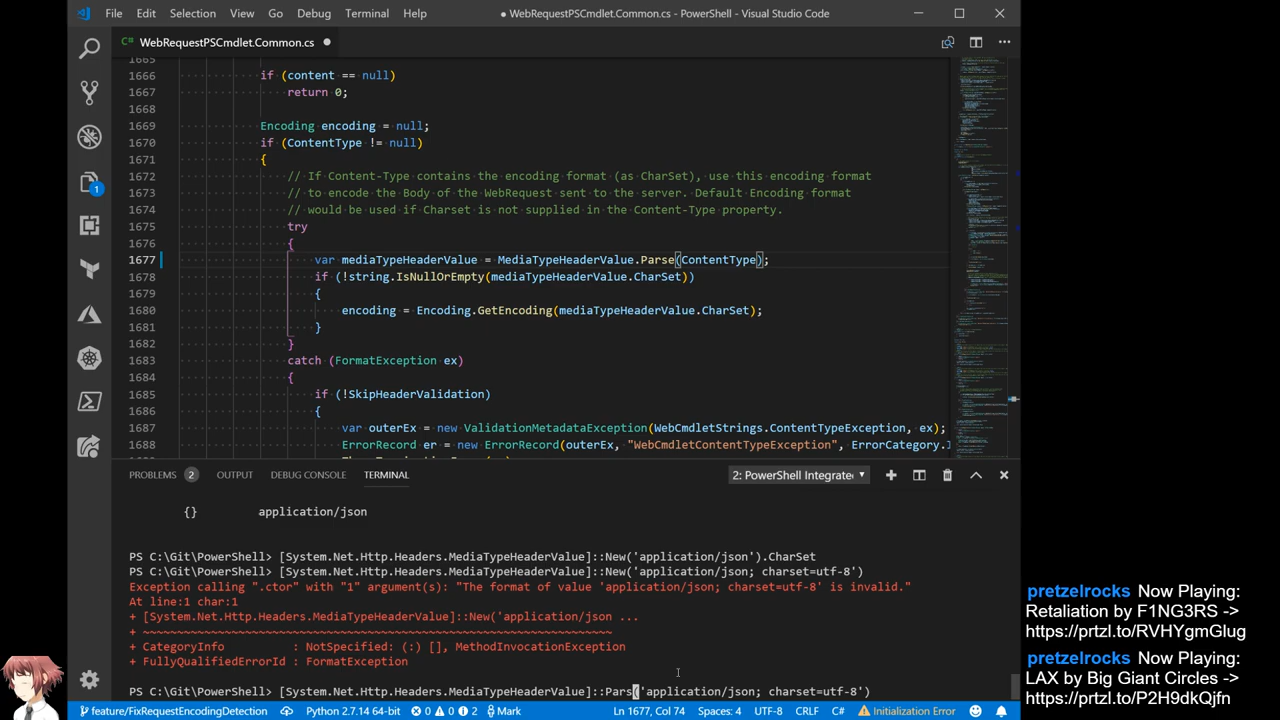 File Edit Selection View Go Debug Terminal Help
● WebRequestPSCmdlet.Common.cs - PowerShell - Visual Studio Code
C# WebRequestPSCmdlet.Common.cs ●
1665
1666 if (content == null)
1667 return 0;
1668
1669 Encoding encoding = null;
1670 if (ContentType != null)
1671 {
1672 If Content-Type contains the encoding format (as CharSet), use this encoding format
1673 to encode the Body of the WebRequest sent to the server. Default Encoding format
1674 would be used if Charset is not supplied in the Content-Type property.
1675 try
1676 {
1677 var mediaTypeHeaderValue = MediaTypeHeaderValue.Parse(ContentType);
1678 if (!string.IsNullOrEmpty(mediaTypeHeaderValue.CharSet))
1679 {
1680 encoding = Encoding.GetEncoding(mediaTypeHeaderValue.CharSet);
1681 }
1682 }
1683 catch (FormatException ex)
1684 {
1685 if (!SkipHeaderValidation)
1686 {
1687 var outerEx = new ValidationMetadataException(WebCmdletStrings.ContentTypeException, ex);
1688 ErrorRecord er = new ErrorRecord(outerEx, "WebCmdletContentTypeException", ErrorCategory.I
1
PROBLEMS 2 OUTPUT DEBUG CONSOLE TERMINAL 2: PowerShell Integrate
{} application/json
PS C:\Git\PowerShell> [System.Net.Http.Headers.MediaTypeHeaderValue]::New('application/json').CharSet
PS C:\Git\PowerShell> [System.Net.Http.Headers.MediaTypeHeaderValue]::New('application/json; charset=utf-8')
Exception calling ".ctor" with "1" argument(s): "The format of value 'application/json; charset=utf-8' is invalid."
At line:1 char:1
+ [System.Net.Http.Headers.MediaTypeHeaderValue]::New('application/json ...
+ ~~~~~~~~~~~~~~~~~~~~~~~~~~~~~~~~~~~~~~~~~~~~~~~~~~~~~~~~~~~~~~~~~
+ CategoryInfo : NotSpecified: (:) [], MethodInvocationException
+ FullyQualifiedErrorId : FormatException
PS C:\Git\PowerShell> [System.Net.Http.Headers.MediaTypeHeaderValue]::Pars('application/json; charset=utf-8')
feature/FixRequestEncodingDetection Python 2.7.14 64-bit 0 0 2 Mark Ln 1677, Col 74 Spaces: 4 UTF-8 CRLF C# Initialization Error
pretzelrocks Now Playing:
Retaliation by F1NG3RS ->
https://prtzl.to/RVHYgmGlug
pretzelrocks Now Playing:
LAX by Big Giant Circles ->
https://prtzl.to/P2H9dkQjfn